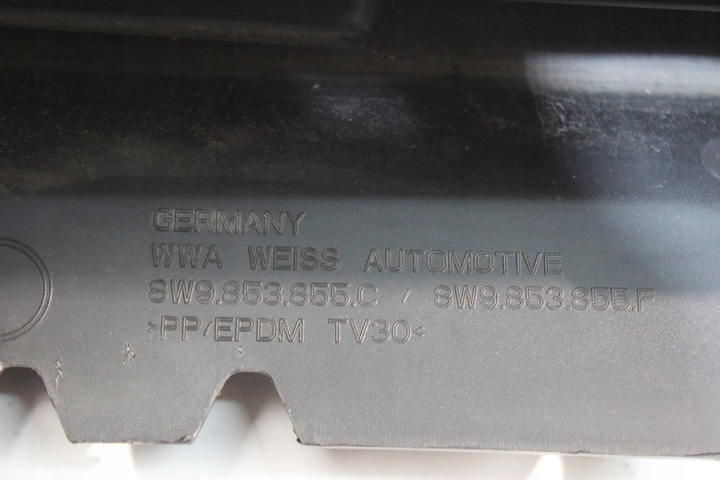 GERMANY
WWA WEISS AUTOMOTIVE
8W9.853.855.C / 8W9.853.855.F
>PP/EPDM TV30<